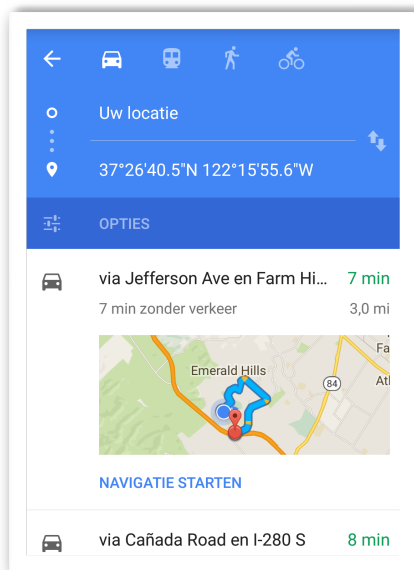 Uw locatie
37°26'40.5"N 122°15'55.6"W
OPTIES
via Jefferson Ave en Farm Hi... 7 min
7 min zonder verkeer 3,0 mi
Fa
Emerald Hills
84
Atl
NAVIGATIE STARTEN
via Cañada Road en I-280 S 8 min